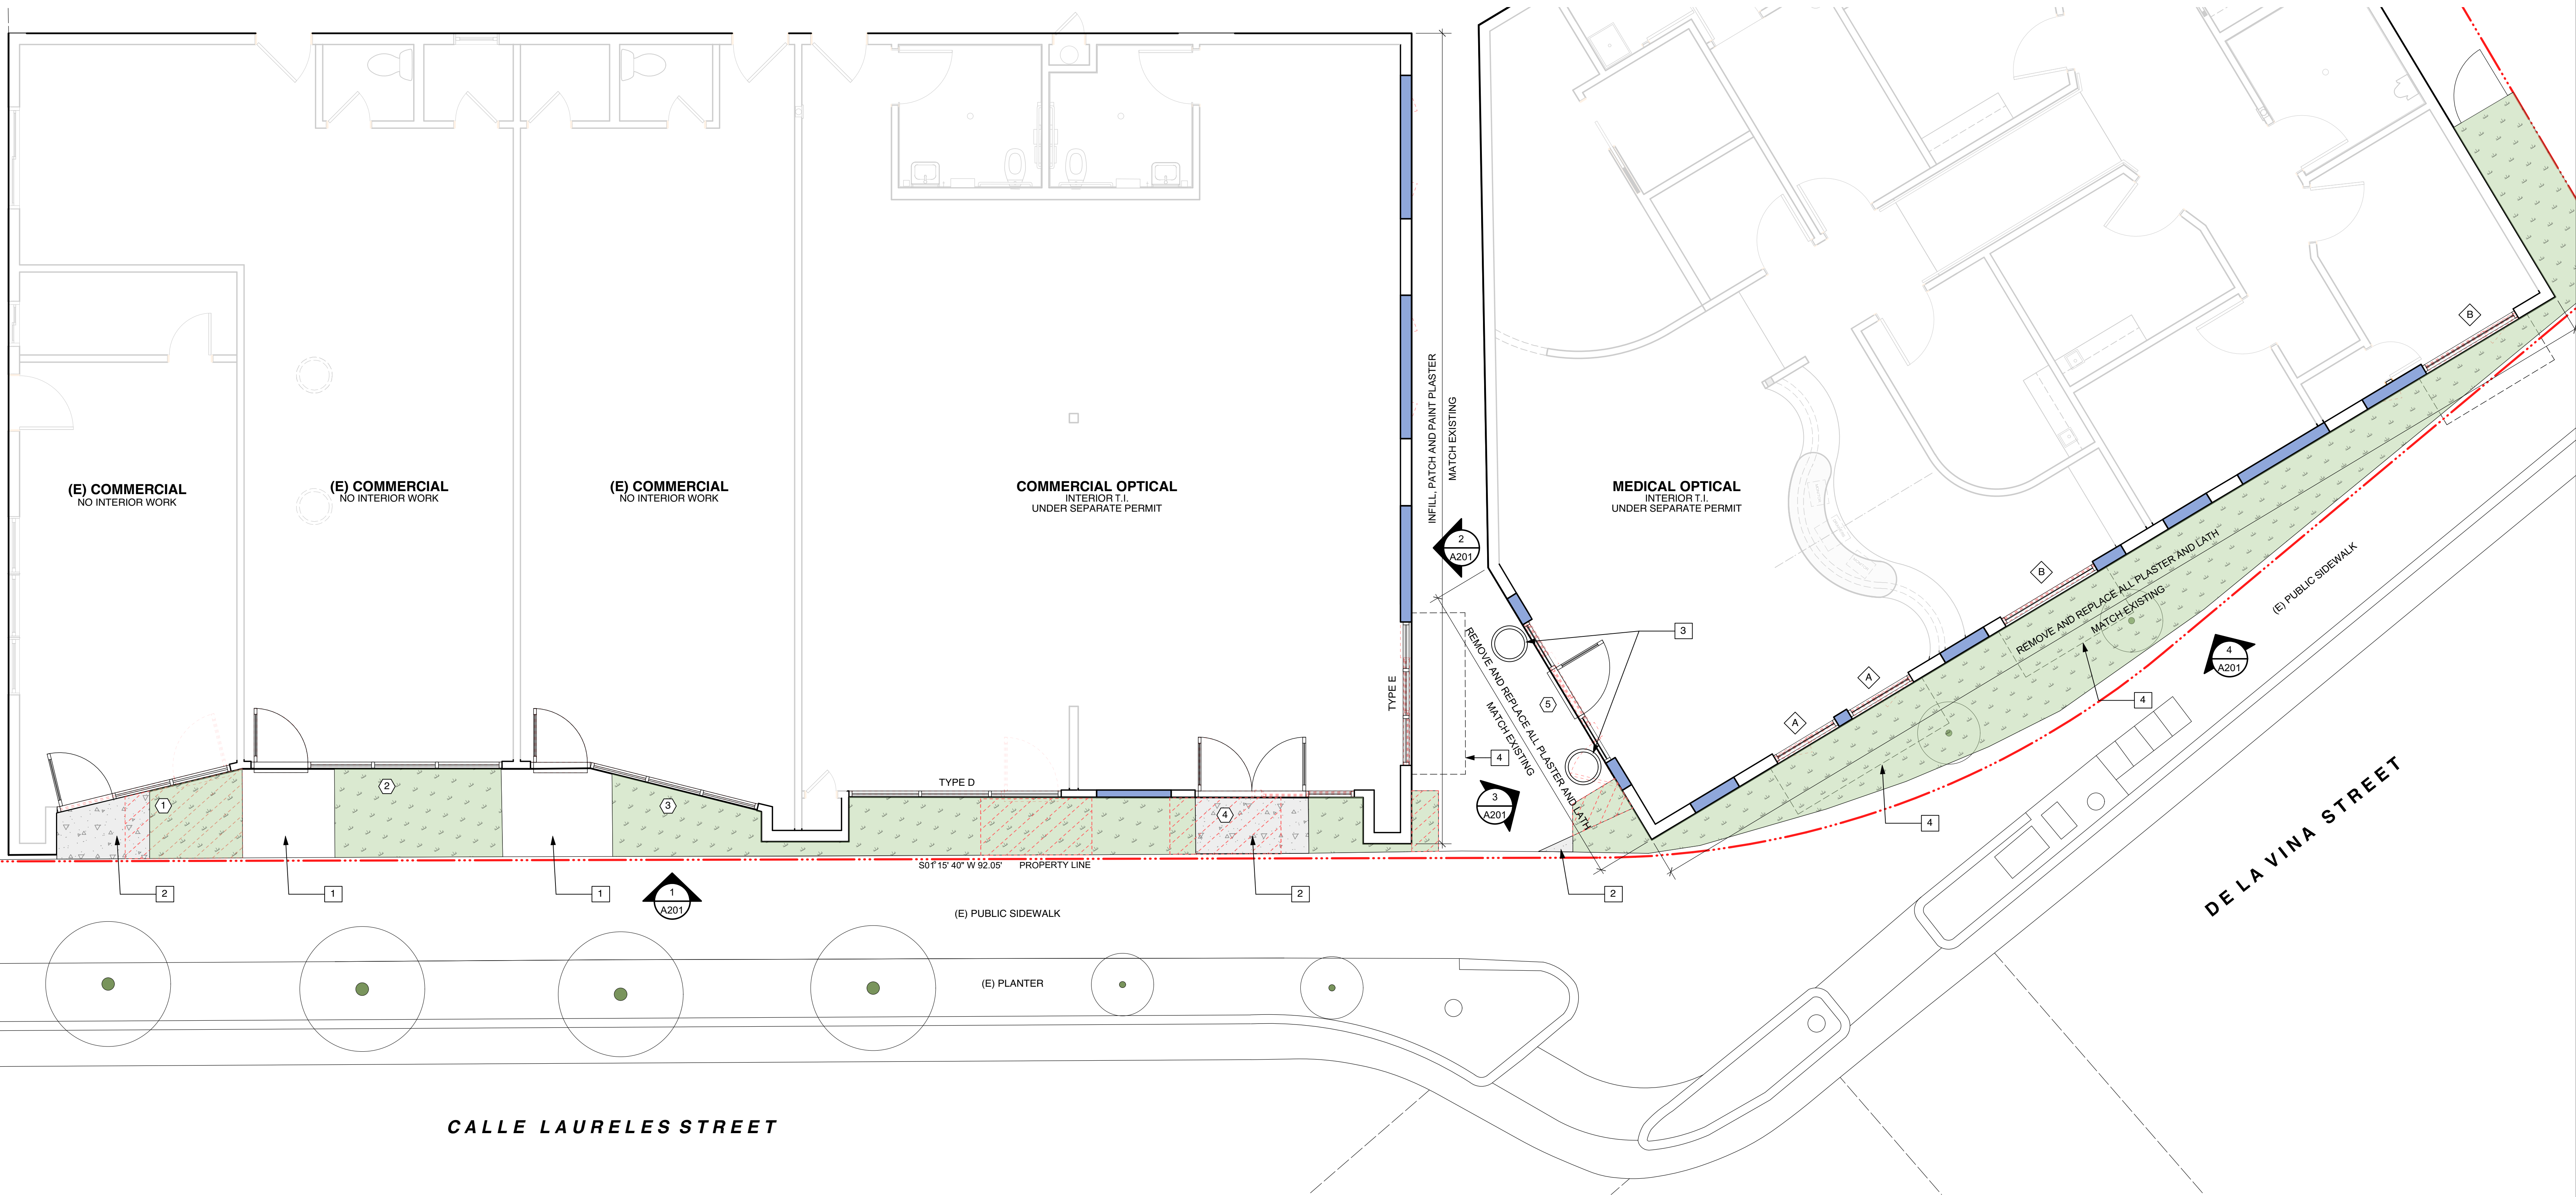 (E) COMMERCIAL
NO INTERIOR WORK
(E) COMMERCIAL
NO INTERIOR WORK
(E) COMMERCIAL
NO INTERIOR WORK
COMMERCIAL OPTICAL
INTERIOR T.I.
UNDER SEPARATE PERMIT
INFILL, PATCH AND PAINT PLASTER
MATCH EXISTING
MEDICAL OPTICAL
INTERIOR T.I.
UNDER SEPARATE PERMIT
B
B
A
A
2
A201
3
REMOVE AND REPLACE ALL PLASTER AND LATH
MATCH EXISTING
REMOVE AND REPLACE ALL PLASTER AND LATH
MATCH EXISTING
(E) PUBLIC SIDEWALK
4
A201
TYPE E
5
4
4
4
3
A201
TYPE D
1
2
3
4
S01° 15' 40" W 92.05'
PROPERTY LINE
2
1
1
1
A201
2
2
(E) PUBLIC SIDEWALK
(E) PLANTER
DE LA VINA STREET
CALLE LAURELES STREET